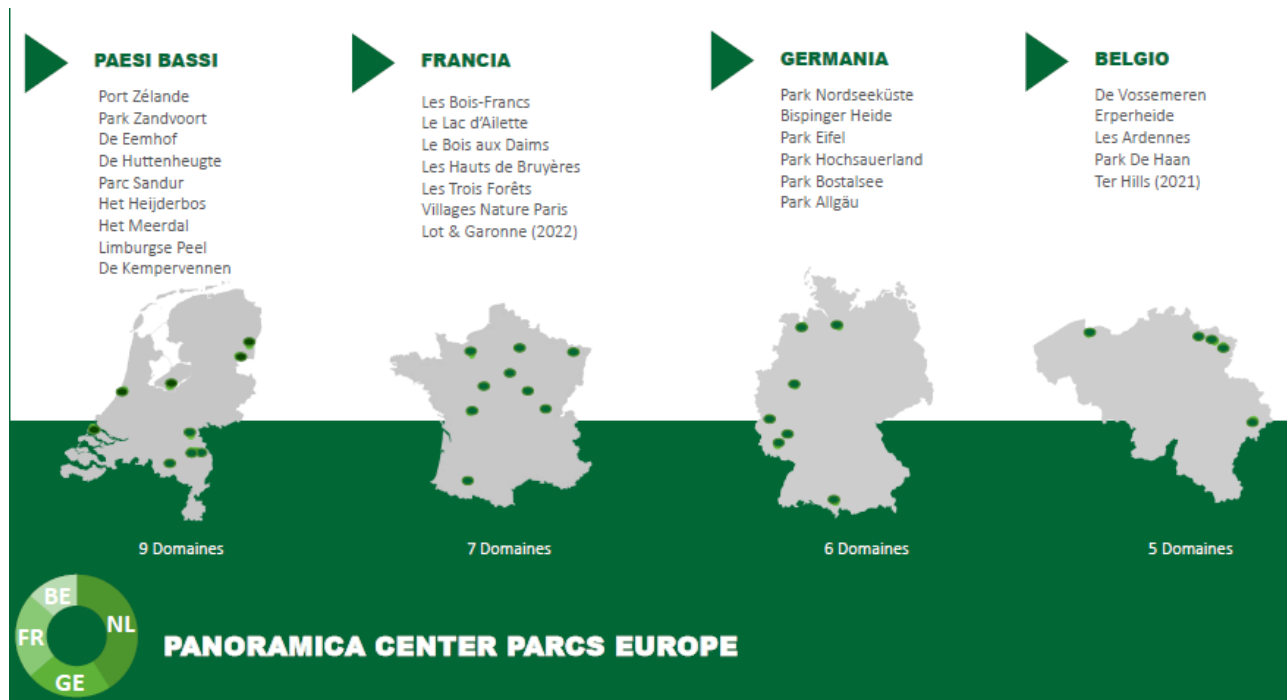 PAESI BASSI
Port Zélande
Park Zandvoort
De Eemhof
De Huttenheugte
Parc Sandur
Het Heijderbos
Het Meerdal
Limburgse Peel
De Kempervennen
9 Domaines
FRANCIA
Les Bois-Francs
Le Lac d'Ailette
Le Bois aux Daims
Les Hauts de Bruyères
Les Trois Forêts
Villages Nature Paris
Lot & Garonne (2022)
7 Domaines
GERMANIA
Park Nordseeküste
Bispinger Heide
Park Eifel
Park Hochsauerland
Park Bostalsee
Park Allgäu
6 Domaines
BELGIO
De Vossemeren
Erperheide
Les Ardennes
Park De Haan
Ter Hills (2021)
5 Domaines
BE
NL
FR
GE
PANORAMICA CENTER PARCS EUROPE